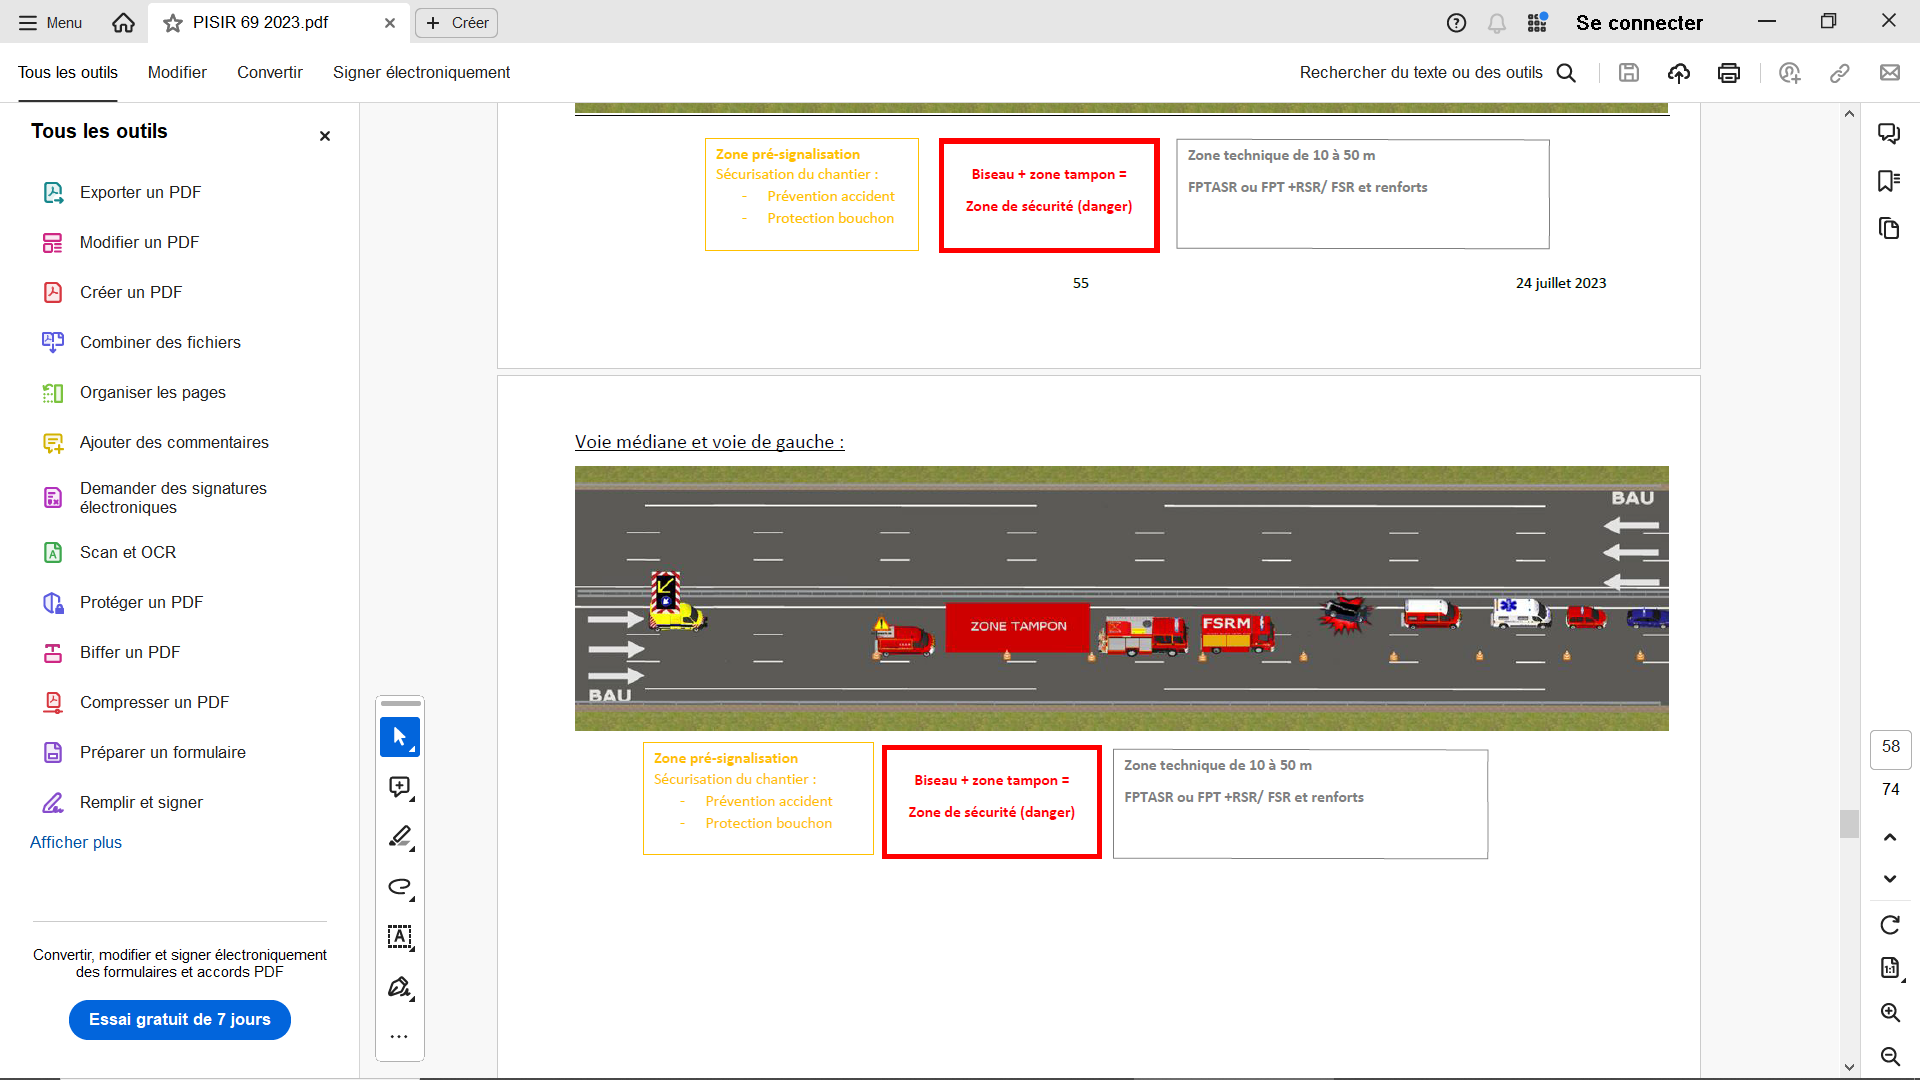 Menu
PISIR 69 2023.pdf
Créer
Se connecter
Tous les outils
Modifier
Convertir
Signer électroniquement
Rechercher du texte ou des outils
Tous les outils
Exporter un PDF
Modifier un PDF
Créer un PDF
Combiner des fichiers
Organiser les pages
Ajouter des commentaires
Demander des signatures
électroniques
Scan et OCR
Protéger un PDF
Biffer un PDF
Compresser un PDF
Préparer un formulaire
Remplir et signer
Afficher plus
Convertir, modifier et signer électroniquement
des formulaires et accords PDF
Essai gratuit de 7 jours
Zone pré-signalisation
Sécurisation du chantier :
- Prévention accident
- Protection bouchon
Biseau + zone tampon =
Zone de sécurité (danger)
Zone technique de 10 à 50 m
FPTASR ou FPT +RSR/ FSR et renforts
55
24 juillet 2023
Voie médiane et voie de gauche :
BAU
ZONE TAMPON
FSRM
BAU
Zone pré-signalisation
Sécurisation du chantier :
- Prévention accident
- Protection bouchon
Biseau + zone tampon =
Zone de sécurité (danger)
Zone technique de 10 à 50 m
FPTASR ou FPT +RSR/ FSR et renforts
58
74